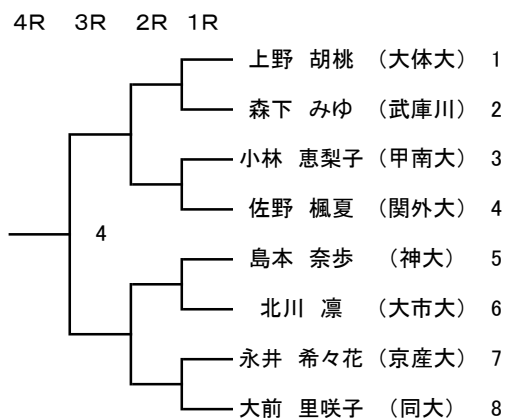 4R 3R 2R 1R
上野 胡桃 （大体大） 1
森下 みゆ （武庫川） 2
小林 恵梨子 （甲南大） 3
佐野 楓夏 （関外大） 4
4
島本 奈歩 （神大） 5
北川 凛 （大市大） 6
永井 希々花 （京産大） 7
大前 里咲子 （同大） 8